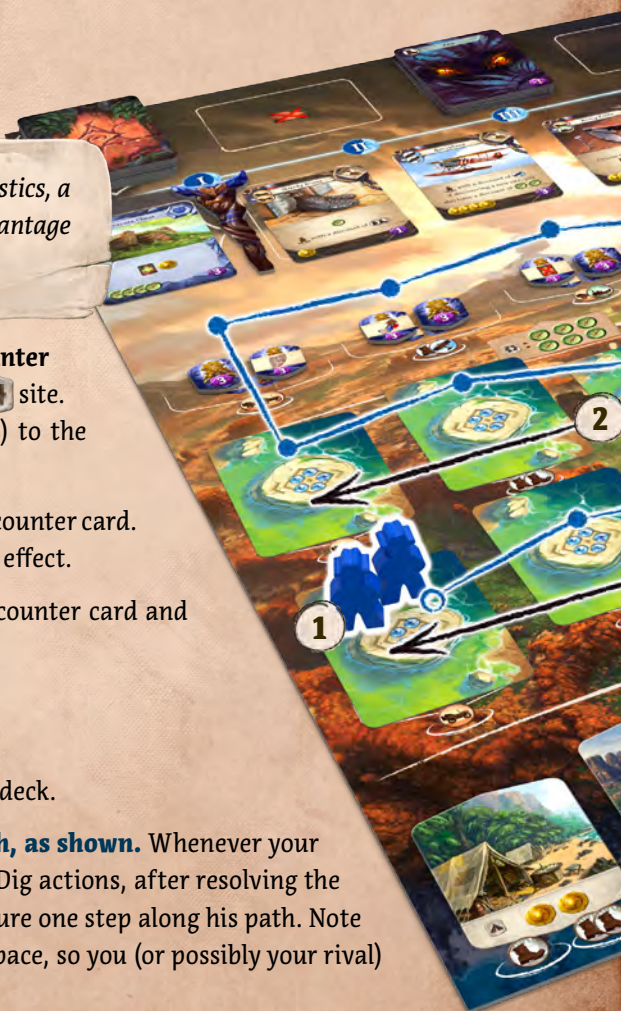 stics, a
antage
nter
site.
) to the
counter card.
effect.
counter card and
deck.
h, as shown. Whenever your
Dig actions, after resolving the
ure one step along his path. Note
pace, so you (or possibly your rival)
I
II
III
2
1